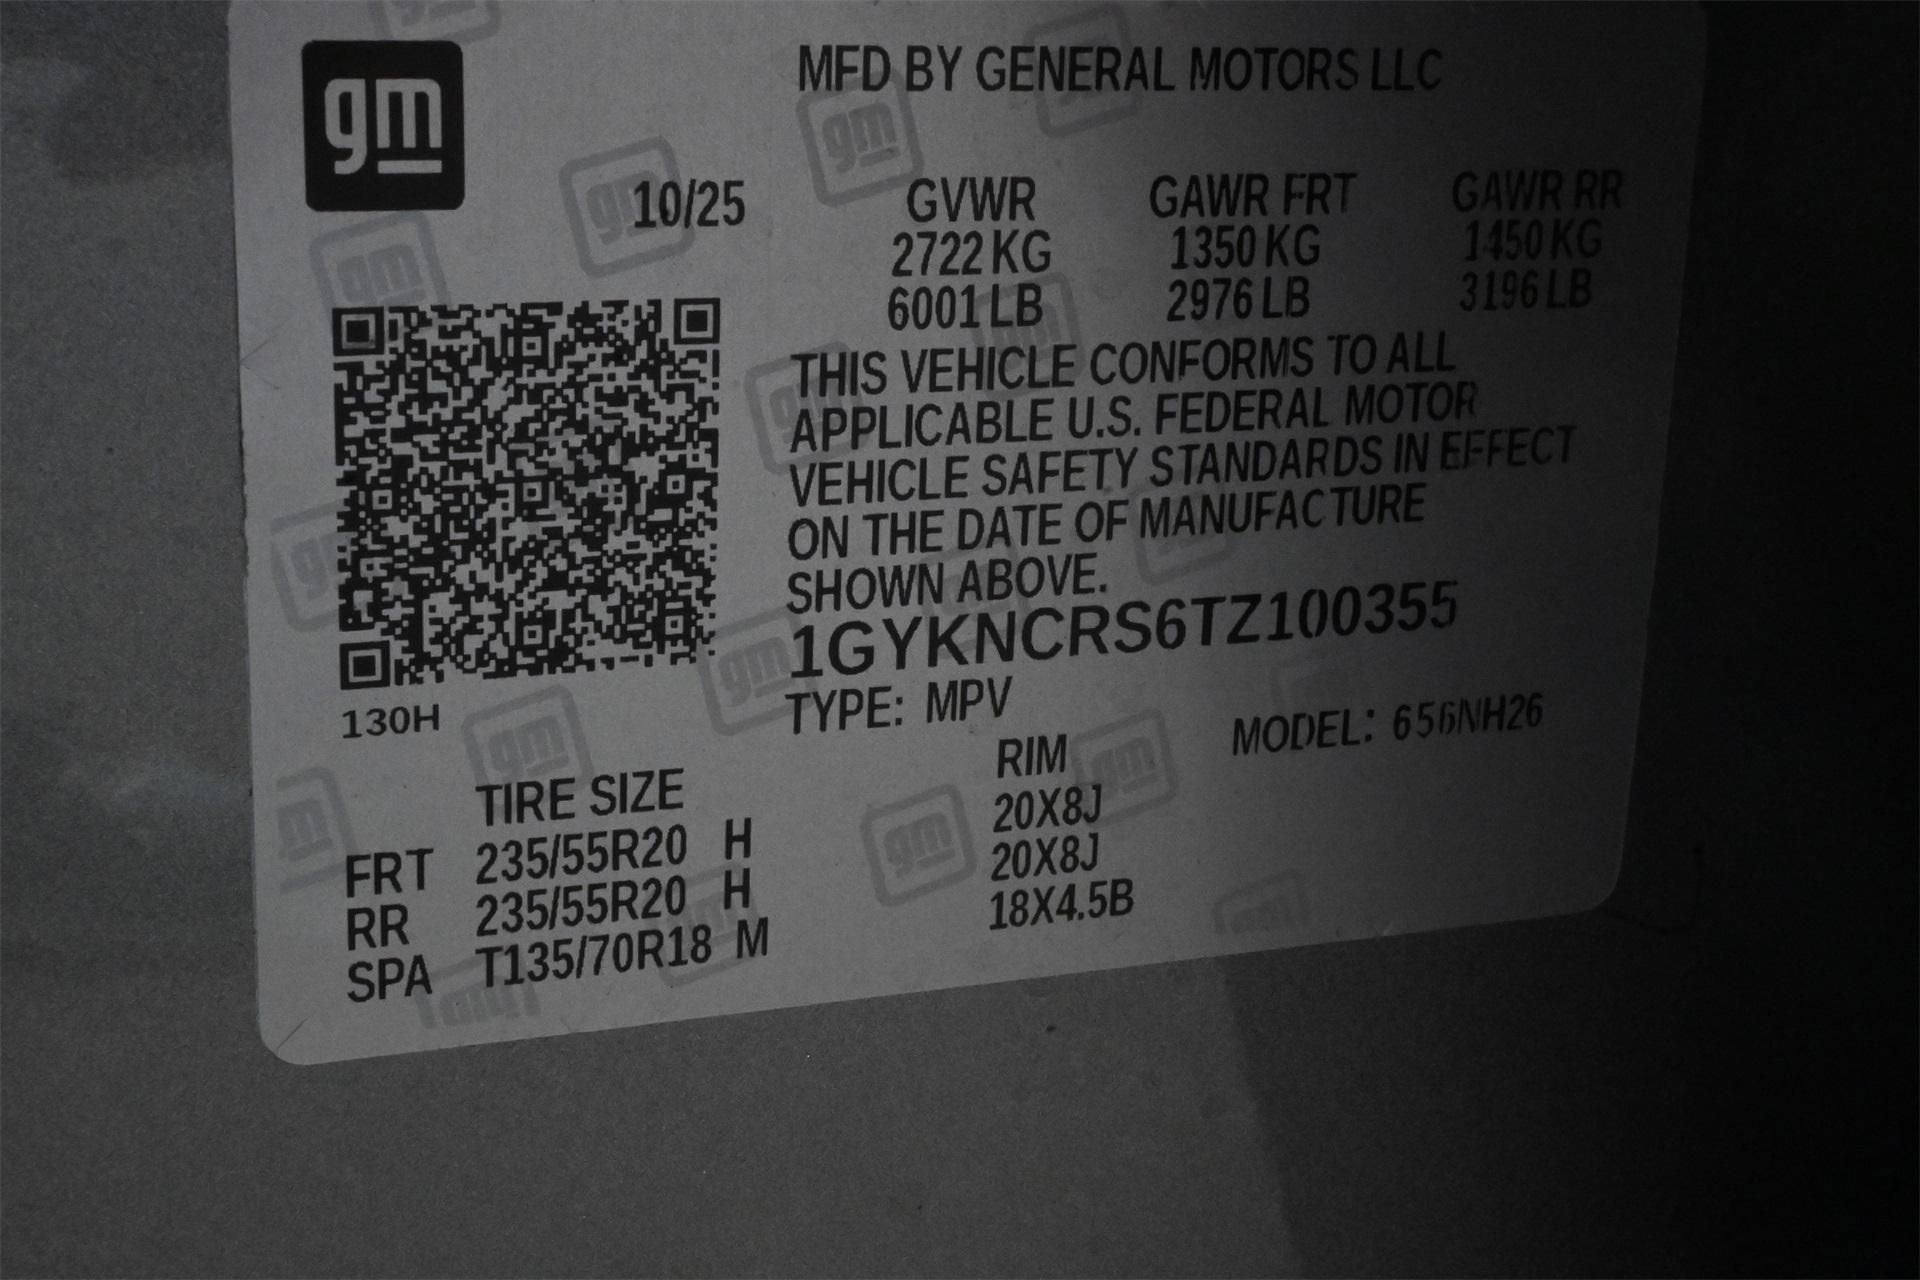 gm
MFD BY GENERAL MOTORS LLC
10/25
GVWR GAWR FRT GAWR RR
2722 KG 1350 KG 1450 KG
6001 LB 2976 LB 3196 LB
THIS VEHICLE CONFORMS TO ALL
APPLICABLE U.S. FEDERAL MOTOR
VEHICLE SAFETY STANDARDS IN EFFECT
ON THE DATE OF MANUFACTURE
SHOWN ABOVE.
1GYKNCRS6TZ100355
130H
TYPE: MPV MODEL: 656NH26
TIRE SIZE RIM
FRT 235/55R20 H 20X8J
RR 235/55R20 H 20X8J
SPA T135/70R18 M 18X4.5B